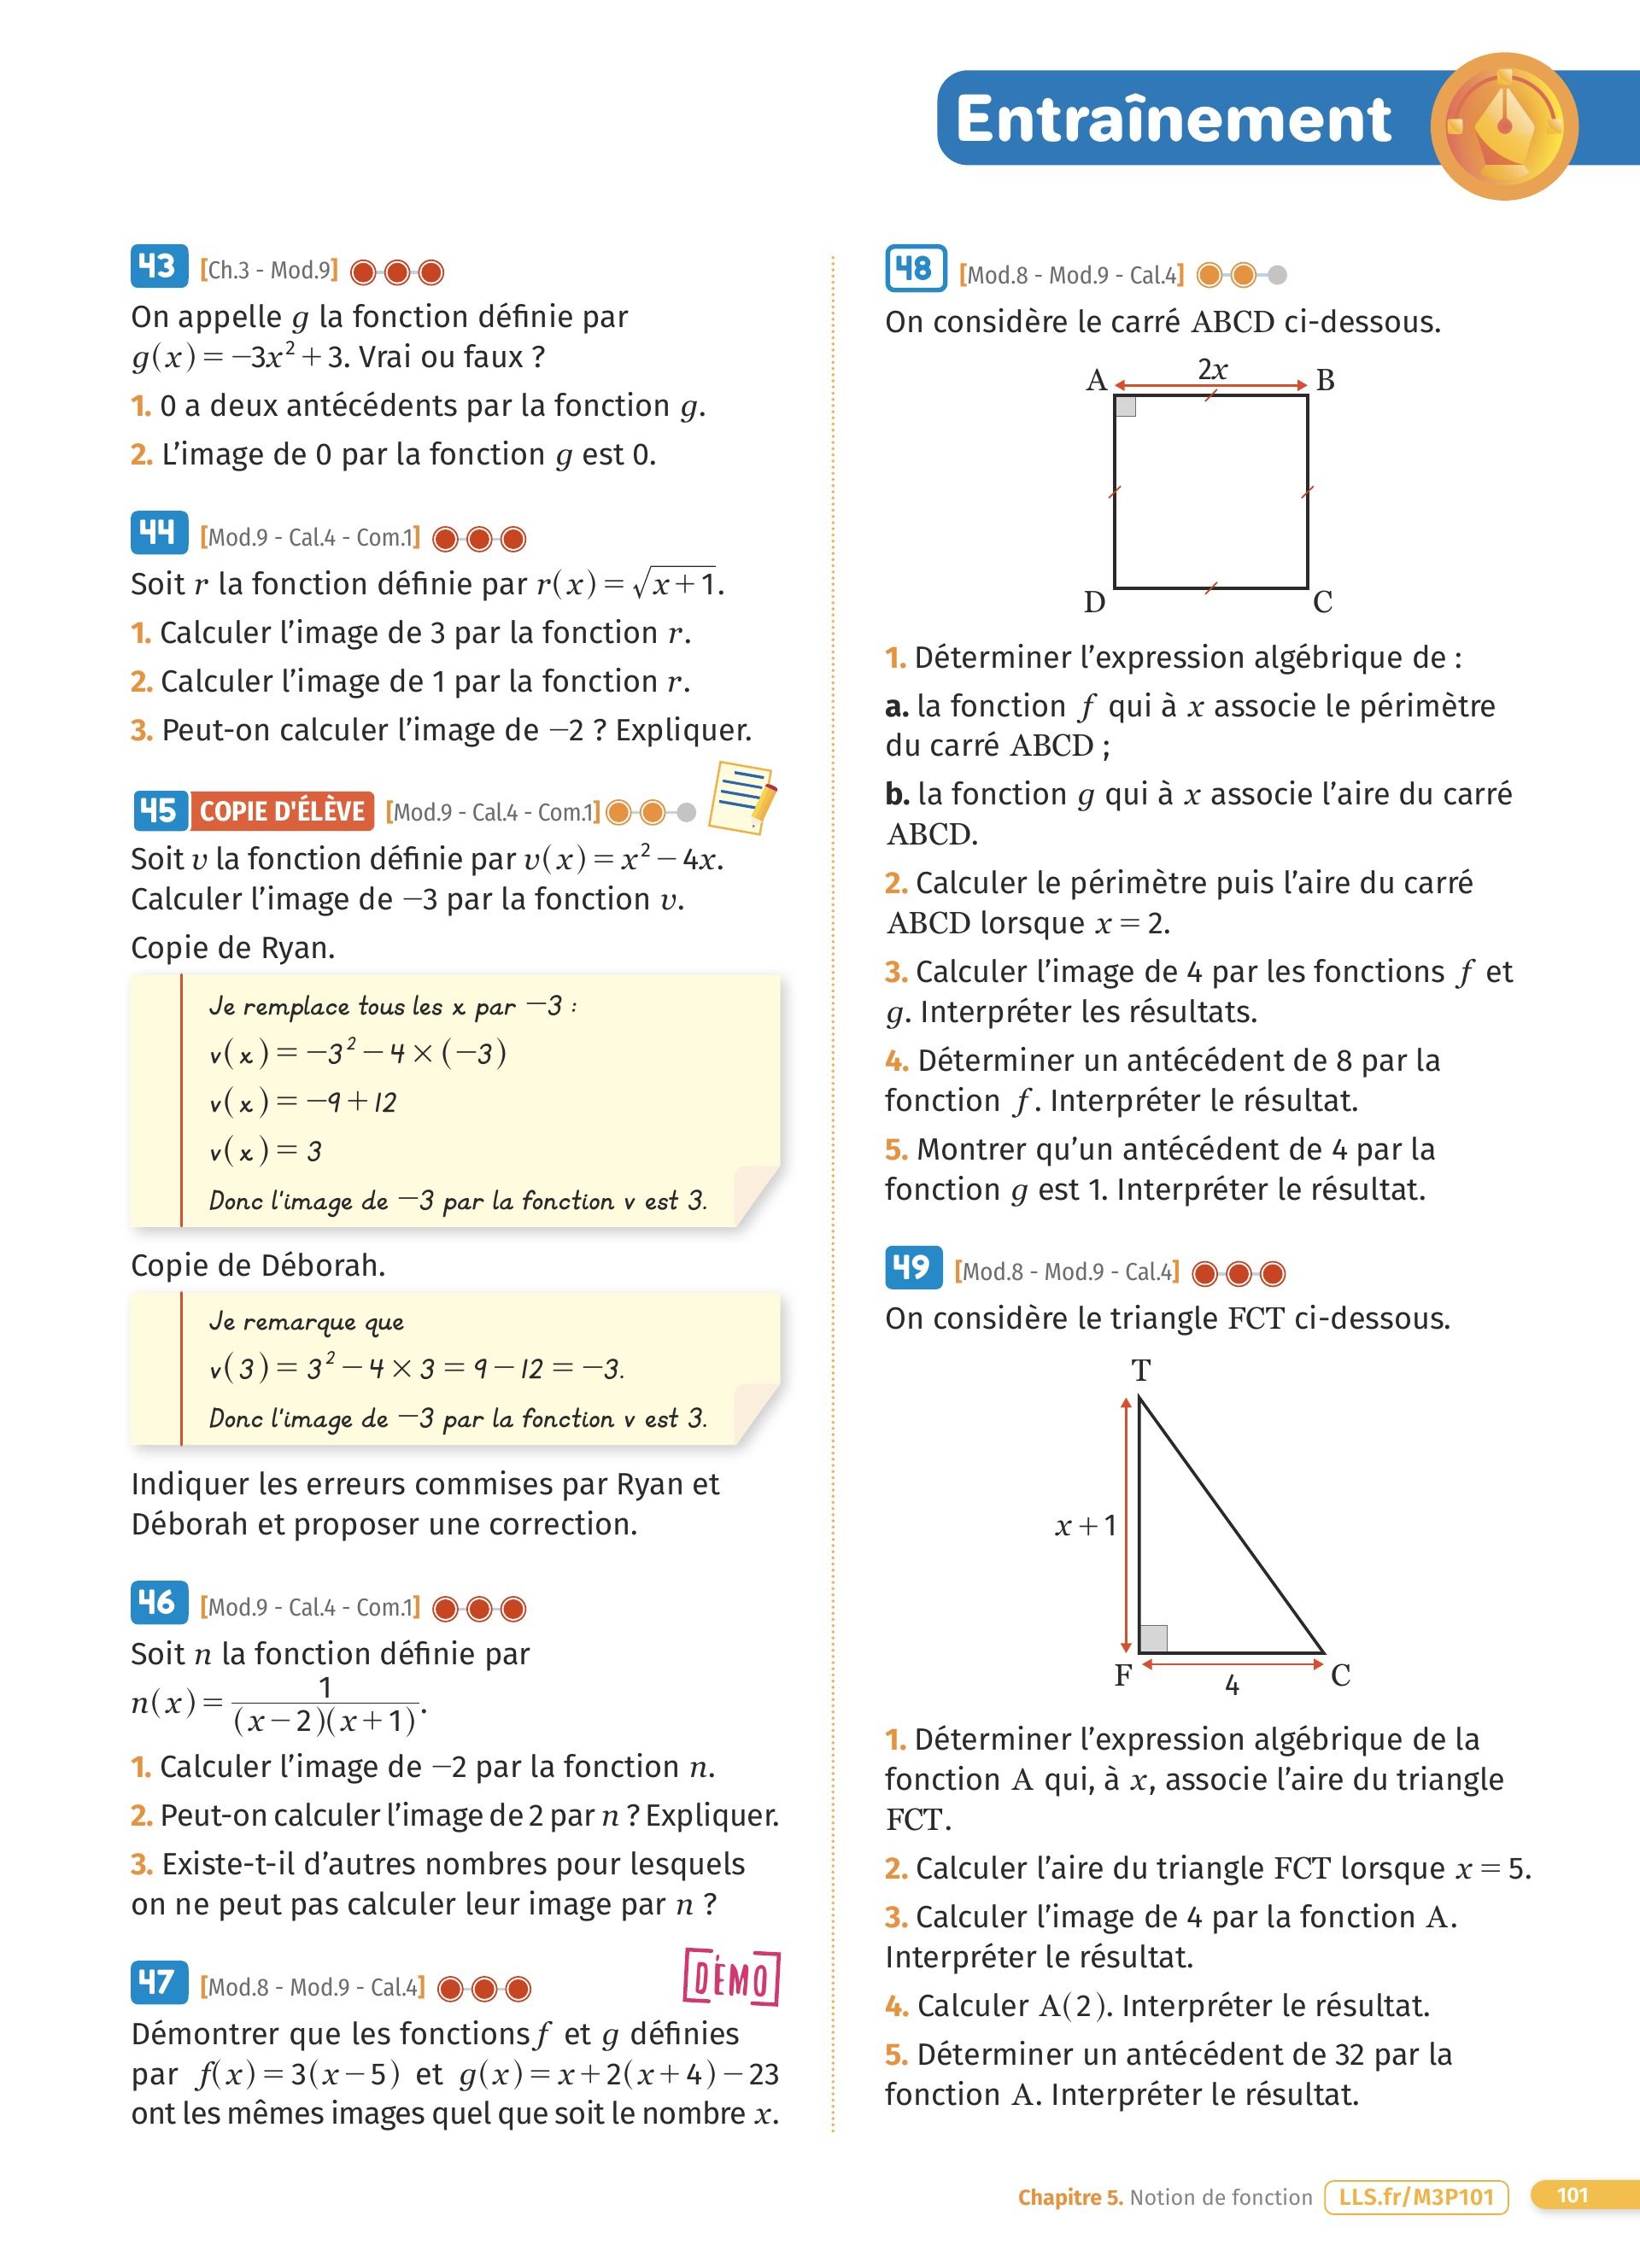 Entraînement
43 [Ch.3 - Mod.9]
On appelle g la fonction définie par
g(x) = −3x² + 3. Vrai ou faux ?
1. 0 a deux antécédents par la fonction g.
2. L’image de 0 par la fonction g est 0.
44 [Mod.9 - Cal.4 - Com.1]
Soit r la fonction définie par r(x) = √(x + 1).
1. Calculer l’image de 3 par la fonction r.
2. Calculer l’image de 1 par la fonction r.
3. Peut-on calculer l’image de −2 ? Expliquer.
45 COPIE D'ÉLÈVE [Mod.9 - Cal.4 - Com.1]
Soit v la fonction définie par v(x) = x² − 4x.
Calculer l’image de −3 par la fonction v.
Copie de Ryan.
Je remplace tous les x par −3 :
v(x) = −3² − 4 × (−3)
v(x) = −9 + 12
v(x) = 3
Donc l'image de −3 par la fonction v est 3.
Copie de Déborah.
Je remarque que
v(3) = 3² − 4 × 3 = 9 − 12 = −3.
Donc l'image de −3 par la fonction v est 3.
Indiquer les erreurs commises par Ryan et
Déborah et proposer une correction.
46 [Mod.9 - Cal.4 - Com.1]
Soit n la fonction définie par
n(x) = 1/((x − 2)(x + 1)).
1. Calculer l’image de −2 par la fonction n.
2. Peut-on calculer l’image de 2 par n ? Expliquer.
3. Existe-t-il d’autres nombres pour lesquels
on ne peut pas calculer leur image par n ?
47 [Mod.8 - Mod.9 - Cal.4]
DÉMO
Démontrer que les fonctions f et g définies
par f(x) = 3(x − 5) et g(x) = x + 2(x + 4) − 23
ont les mêmes images quel que soit le nombre x.
48 [Mod.8 - Mod.9 - Cal.4]
On considère le carré ABCD ci-dessous.
A 2x B
D C
1. Déterminer l’expression algébrique de :
a. la fonction f qui à x associe le périmètre
du carré ABCD ;
b. la fonction g qui à x associe l’aire du carré
ABCD.
2. Calculer le périmètre puis l’aire du carré
ABCD lorsque x = 2.
3. Calculer l’image de 4 par les fonctions f et
g. Interpréter les résultats.
4. Déterminer un antécédent de 8 par la
fonction f. Interpréter le résultat.
5. Montrer qu’un antécédent de 4 par la
fonction g est 1. Interpréter le résultat.
49 [Mod.8 - Mod.9 - Cal.4]
On considère le triangle FCT ci-dessous.
T
x + 1
F 4 C
1. Déterminer l’expression algébrique de la
fonction A qui, à x, associe l’aire du triangle
FCT.
2. Calculer l’aire du triangle FCT lorsque x = 5.
3. Calculer l’image de 4 par la fonction A.
Interpréter le résultat.
4. Calculer A(2). Interpréter le résultat.
5. Déterminer un antécédent de 32 par la
fonction A. Interpréter le résultat.
Chapitre 5. Notion de fonction LLS.fr/M3P101 101